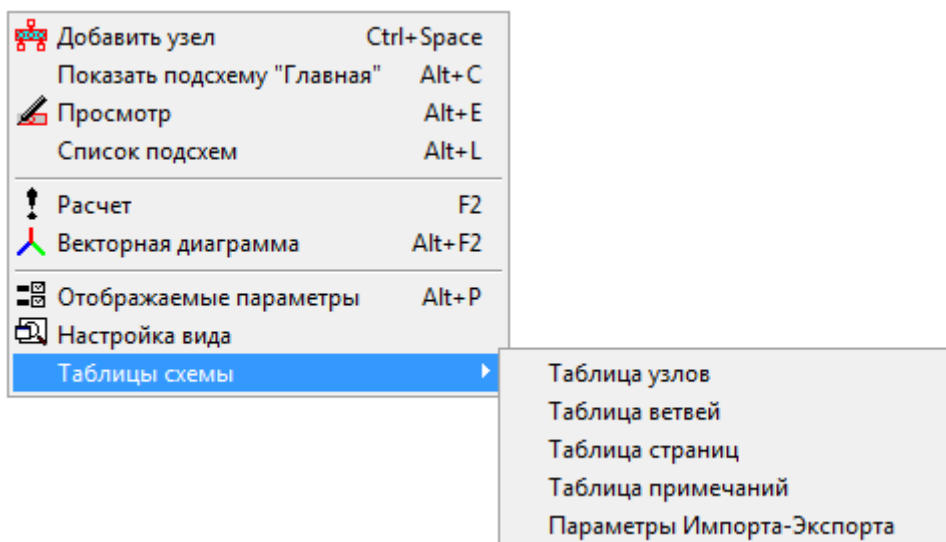 Добавить узел Ctrl+Space
Показать подсхему "Главная" Alt+C
Просмотр Alt+E
Список подсхем Alt+L
Расчет F2
Векторная диаграмма Alt+F2
Отображаемые параметры Alt+P
Настройка вида
Таблицы схемы
Таблица узлов
Таблица ветвей
Таблица страниц
Таблица примечаний
Параметры Импорта-Экспорта